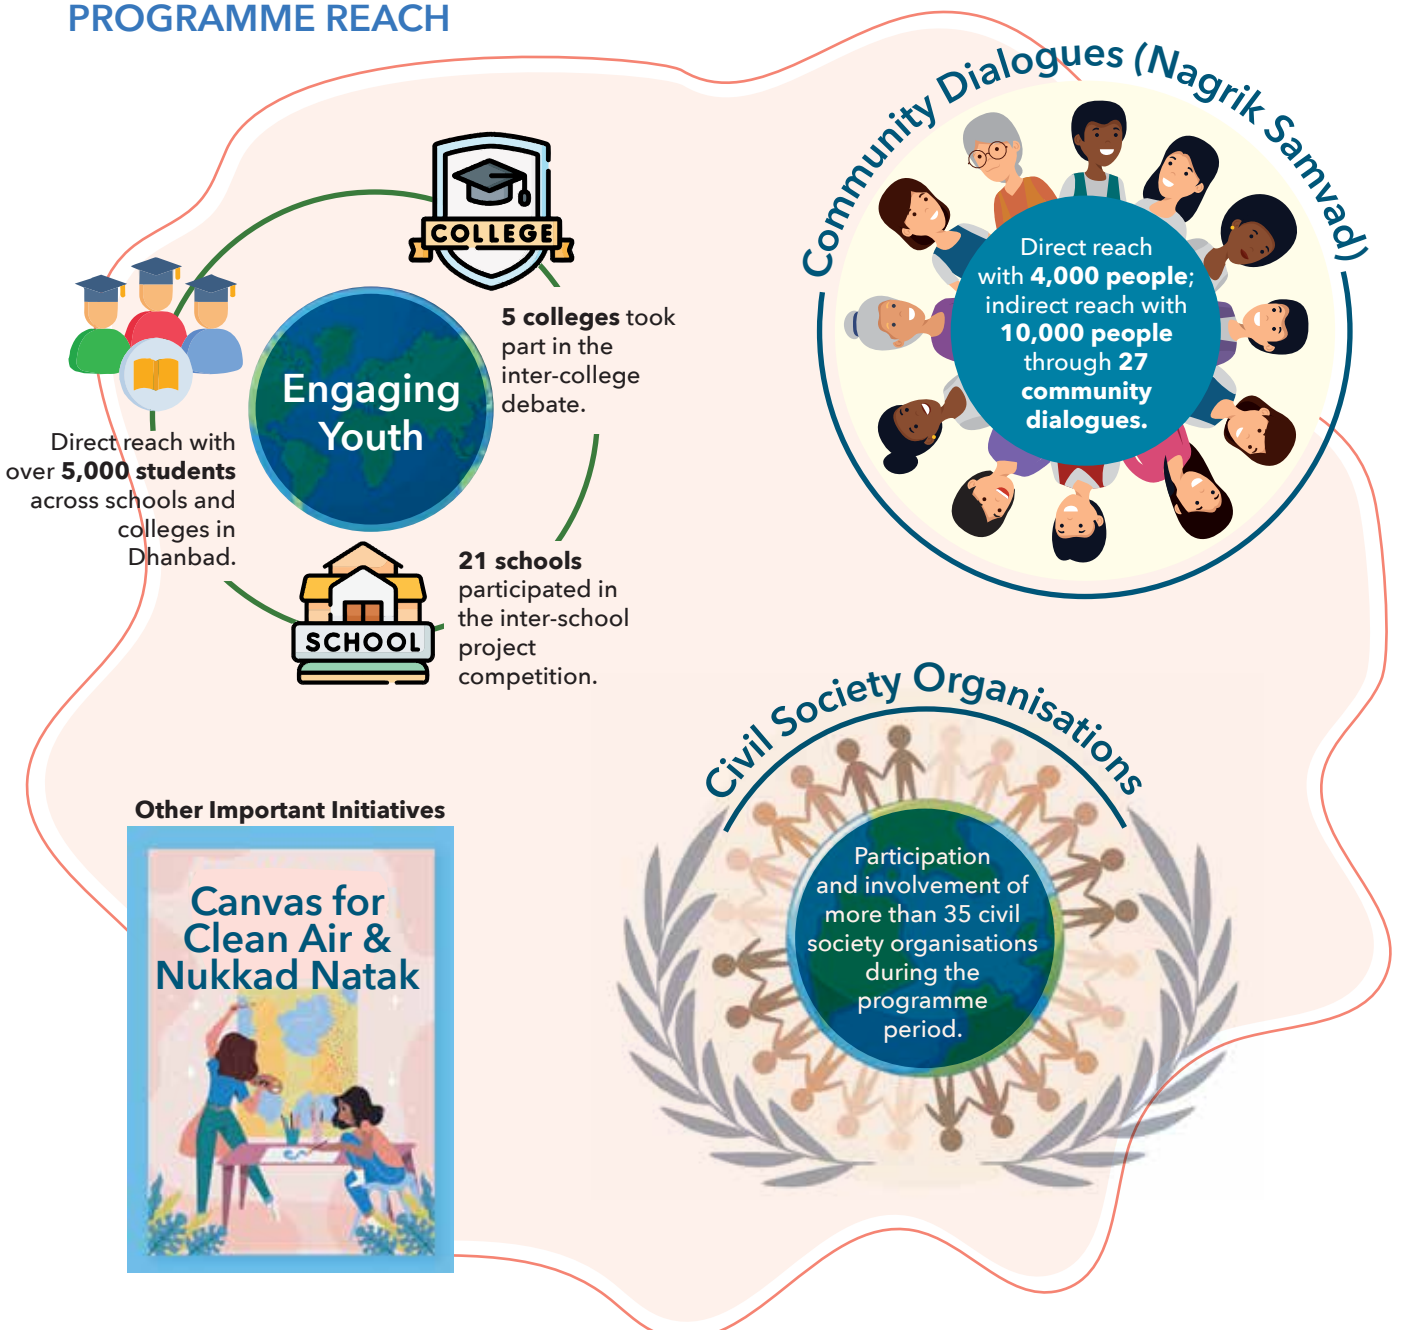 PROGRAMME REACH
COLLEGE
5 colleges took
part in the
inter-college
debate.
Engaging
Youth
Direct reach with
over 5,000 students
across schools and
colleges in
Dhanbad.
21 schools
participated in
the inter-school
project
competition.
SCHOOL
Community Dialogues (Nagrik Samvad)
Direct reach
with 4,000 people;
indirect reach with
10,000 people
through 27
community
dialogues.
Civil Society Organisations
Participation
and involvement of
more than 35 civil
society organisations
during the
programme
period.
Other Important Initiatives
Canvas for
Clean Air &
Nukkad Natak